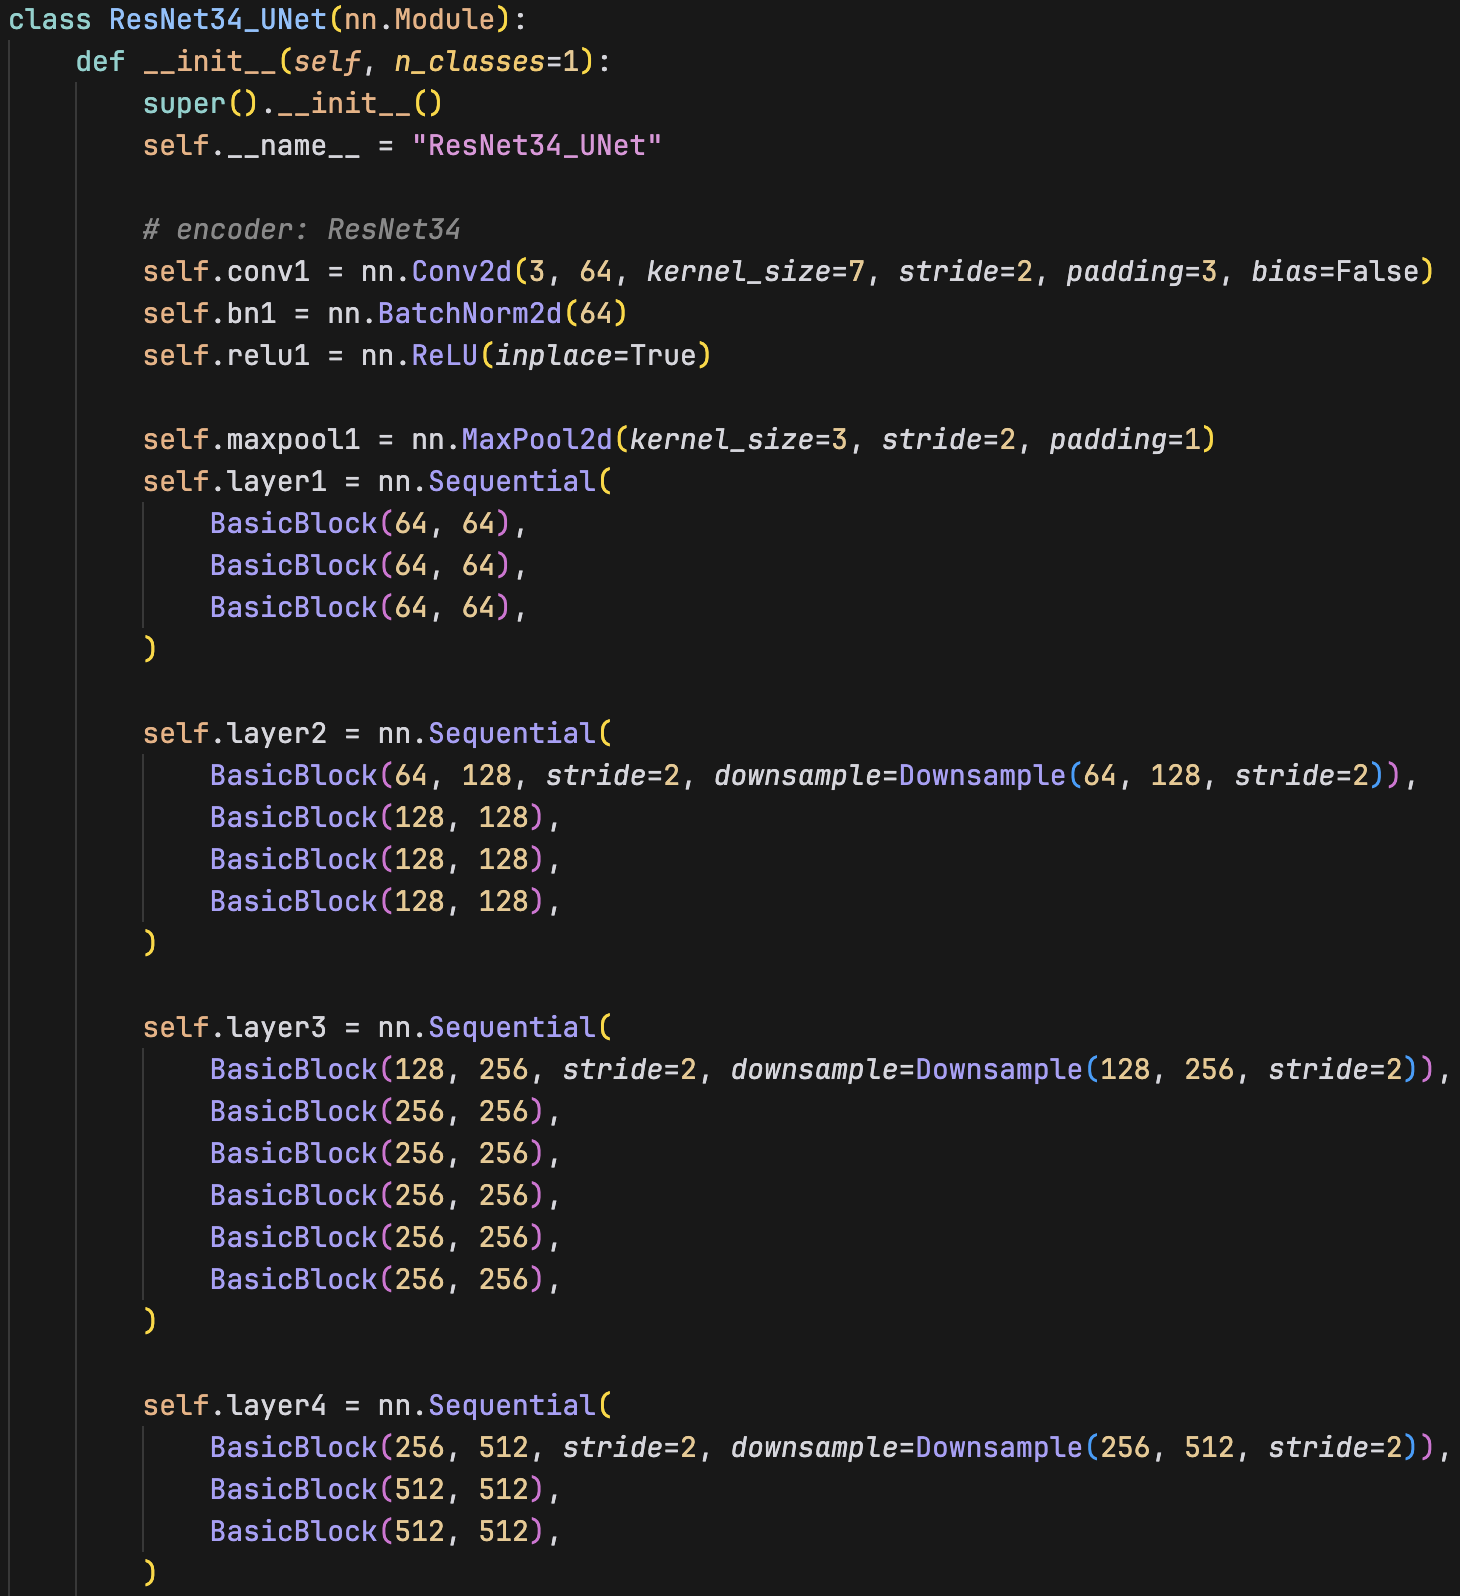 class ResNet34_UNet(nn.Module):
    def __init__(self, n_classes=1):
        super().__init__()
        self.__name__ = "ResNet34_UNet"

        # encoder: ResNet34
        self.conv1 = nn.Conv2d(3, 64, kernel_size=7, stride=2, padding=3, bias=False)
        self.bn1 = nn.BatchNorm2d(64)
        self.relu1 = nn.ReLU(inplace=True)

        self.maxpool1 = nn.MaxPool2d(kernel_size=3, stride=2, padding=1)
        self.layer1 = nn.Sequential(
            BasicBlock(64, 64),
            BasicBlock(64, 64),
            BasicBlock(64, 64),
        )

        self.layer2 = nn.Sequential(
            BasicBlock(64, 128, stride=2, downsample=Downsample(64, 128, stride=2)),
            BasicBlock(128, 128),
            BasicBlock(128, 128),
            BasicBlock(128, 128),
        )

        self.layer3 = nn.Sequential(
            BasicBlock(128, 256, stride=2, downsample=Downsample(128, 256, stride=2)),
            BasicBlock(256, 256),
            BasicBlock(256, 256),
            BasicBlock(256, 256),
            BasicBlock(256, 256),
            BasicBlock(256, 256),
        )

        self.layer4 = nn.Sequential(
            BasicBlock(256, 512, stride=2, downsample=Downsample(256, 512, stride=2)),
            BasicBlock(512, 512),
            BasicBlock(512, 512),
        )